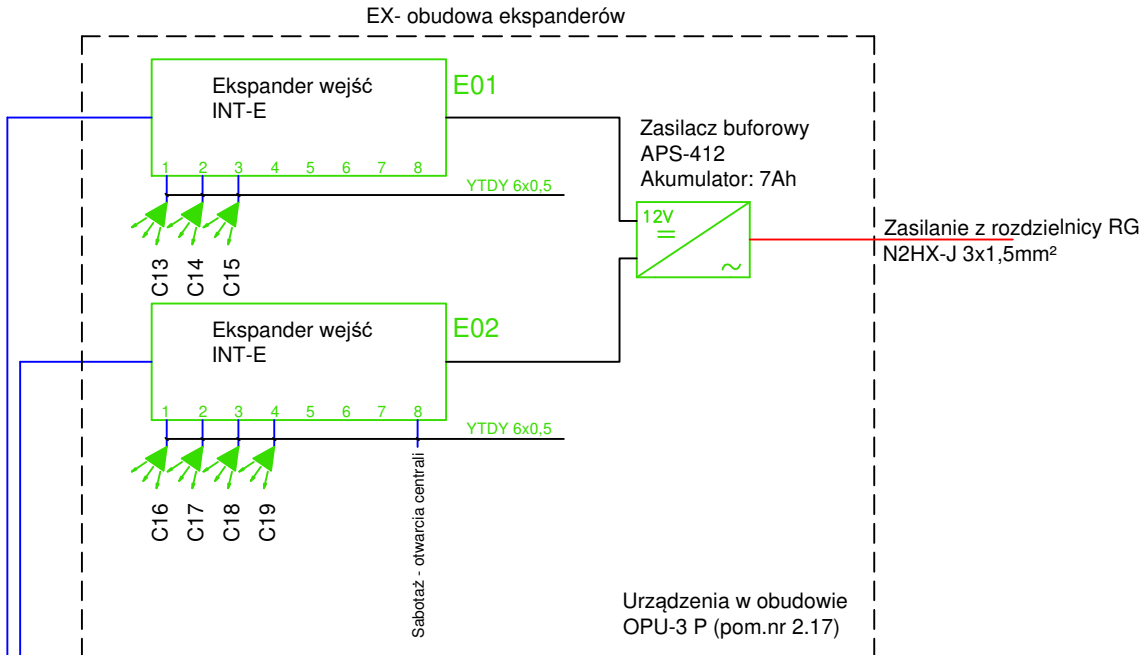 EX- obudowa ekspanderów
Ekspander wejść
INT-E
E01
1 2 3 4 5 6 7 8
YTDY 6x0,5
C13
C14
C15
Zasilacz buforowy
APS-412
Akumulator: 7Ah
12V
Zasilanie z rozdzielnicy RG
N2HX-J 3x1,5mm²
Ekspander wejść
INT-E
E02
1 2 3 4 5 6 7 8
YTDY 6x0,5
C16
C17
C18
C19
Sabotaż - otwarcia centrali
Urządzenia w obudowie
OPU-3 P (pom.nr 2.17)